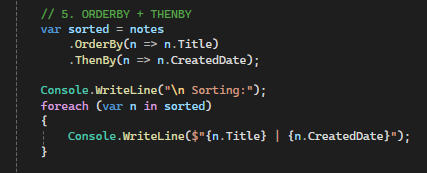 // 5. ORDERBY + THENBY
var sorted = notes
    .OrderBy(n => n.Title)
    .ThenBy(n => n.CreatedDate);

Console.WriteLine("\n Sorting:");
foreach (var n in sorted)
{
    Console.WriteLine($"{n.Title} | {n.CreatedDate}");
}